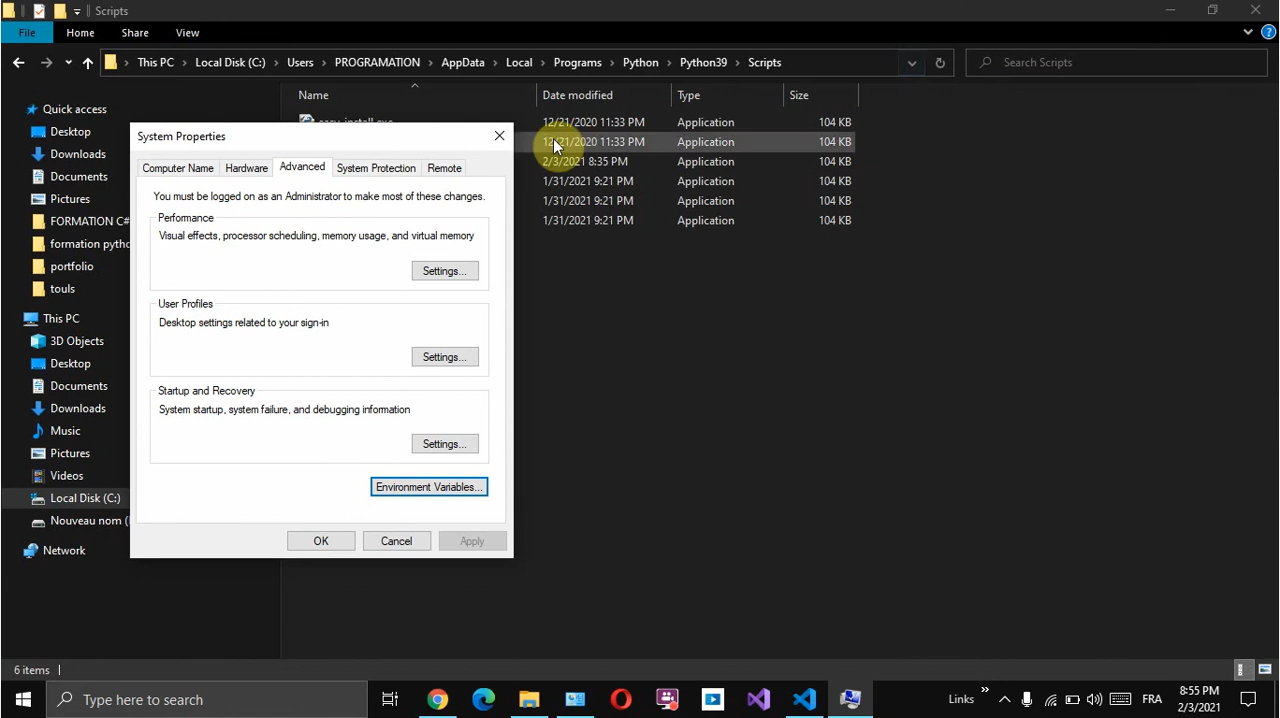 Scripts
File Home Share View
This PC Local Disk (C:) Users PROGRAMATION AppData Local Programs Python Python39 Scripts
Search Scripts
Name Date modified Type Size
Quick access
Desktop
Downloads
Documents
Pictures
FORMATION C#
formation pytho
portfolio
touls
This PC
3D Objects
Desktop
Documents
Downloads
Music
Pictures
Videos
Local Disk (C:)
Nouveau nom (
Network
12/21/2020 11:33 PM Application 104 KB
12/21/2020 11:33 PM Application 104 KB
2/3/2021 8:35 PM Application 104 KB
1/31/2021 9:21 PM Application 104 KB
1/31/2021 9:21 PM Application 104 KB
1/31/2021 9:21 PM Application 104 KB
System Properties
Computer Name Hardware Advanced System Protection Remote
You must be logged on as an Administrator to make most of these changes.
Performance
Visual effects, processor scheduling, memory usage, and virtual memory
Settings...
User Profiles
Desktop settings related to your sign-in
Settings...
Startup and Recovery
System startup, system failure, and debugging information
Settings...
Environment Variables...
OK Cancel Apply
6 items
Type here to search
Links
FRA
8:55 PM
2/3/2021